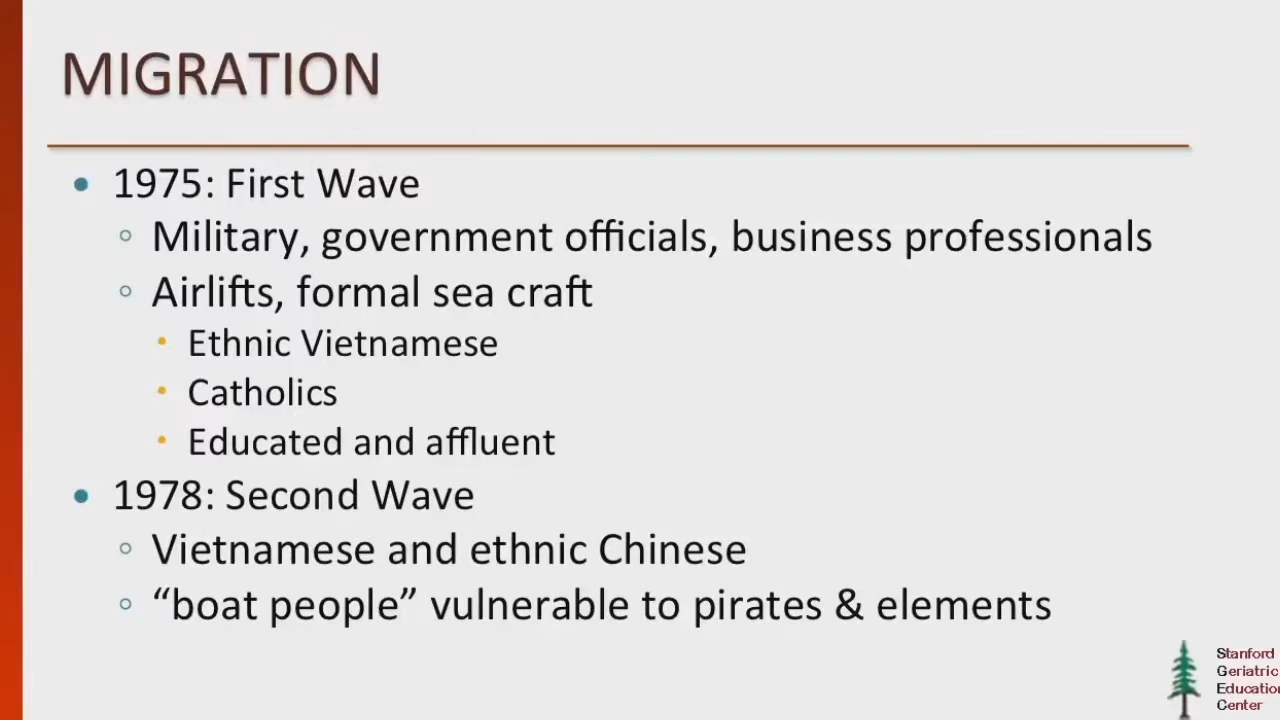 MIGRATION
• 1975: First Wave
◦ Military, government officials, business professionals
◦ Airlifts, formal sea craft
▪ Ethnic Vietnamese
▪ Catholics
▪ Educated and affluent
• 1978: Second Wave
◦ Vietnamese and ethnic Chinese
◦ “boat people” vulnerable to pirates & elements
Stanford
Geriatric
Education
Center